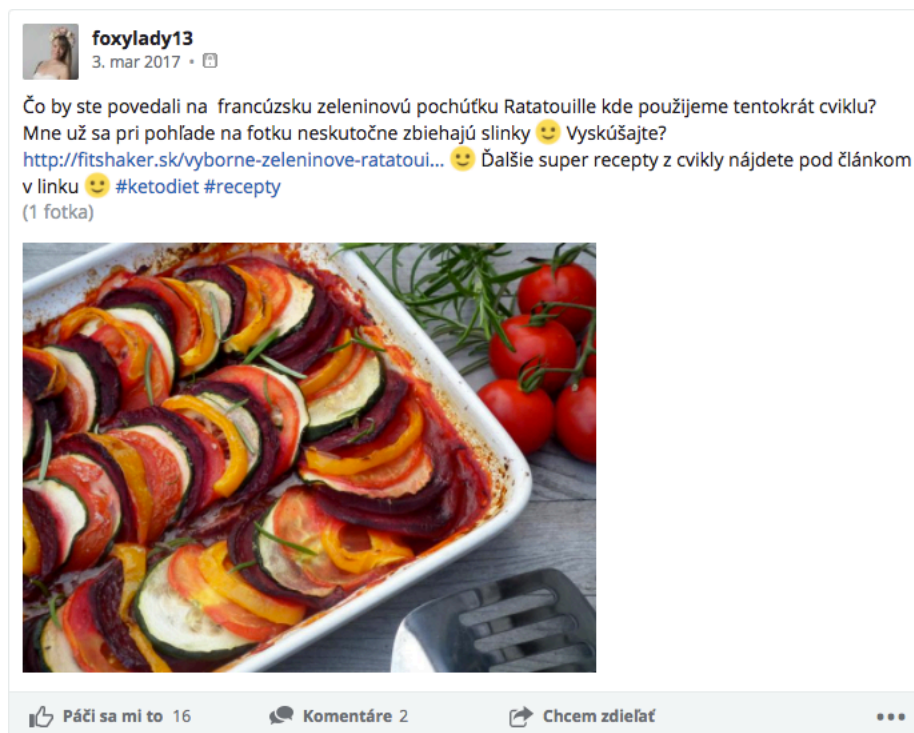 foxylady13
3. mar 2017 •
Čo by ste povedali na francúzsku zeleninovú pochúťku Ratatouille kde použijeme tentokrát cviklu?
Mne už sa pri pohľade na fotku neskutočne zbiehajú slinky 🙂 Vyskúšajte?
http://fitshaker.sk/vyborne-zeleninove-ratatoui... 🙂 Ďalšie super recepty z cvikly nájdete pod článkom
v linku 🙂 #ketodiet #recepty
(1 fotka)
Páči sa mi to 16 Komentáre 2 Chcem zdieľať